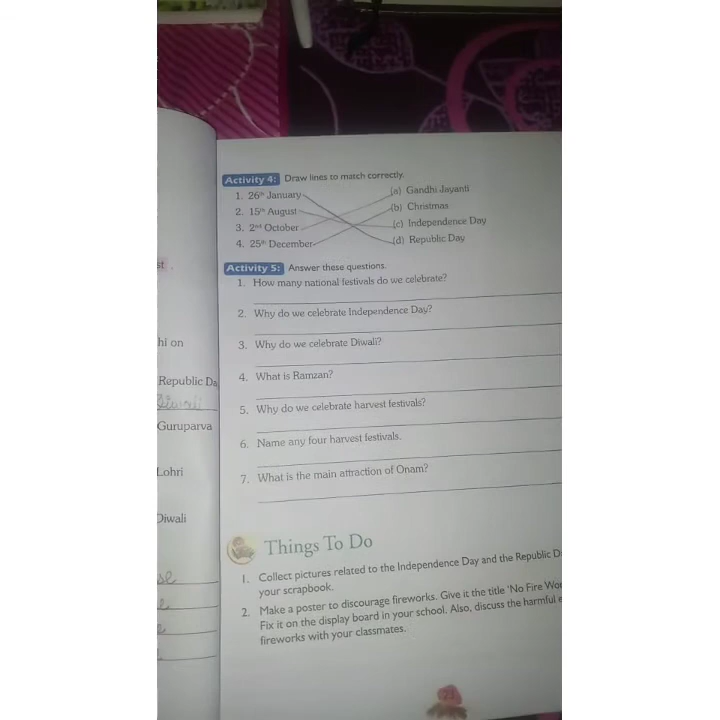 st.
hi on
Republic Da
Diwali
Guruparva
Lohri
Diwali
se
Activity 4: Draw lines to match correctly.
1. 26th January
2. 15th August
3. 2nd October
4. 25th December
(a) Gandhi Jayanti
(b) Christmas
(c) Independence Day
(d) Republic Day
Activity 5: Answer these questions.
1. How many national festivals do we celebrate?
2. Why do we celebrate Independence Day?
3. Why do we celebrate Diwali?
4. What is Ramzan?
5. Why do we celebrate harvest festivals?
6. Name any four harvest festivals.
7. What is the main attraction of Onam?
Things To Do
1. Collect pictures related to the Independence Day and the Republic D
your scrapbook.
2. Make a poster to discourage fireworks. Give it the title 'No Fire Wo
Fix it on the display board in your school. Also, discuss the harmful e
fireworks with your classmates.